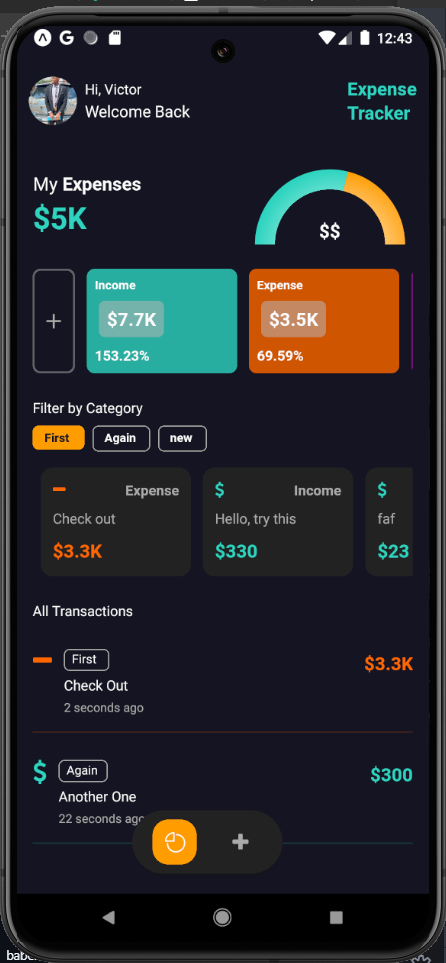 12:43
Hi, Victor
Welcome Back
Expense
Tracker
My Expenses
$5K
$$
Income
$7.7K
153.23%
Expense
$3.5K
69.59%
Filter by Category
First
Again
new
Expense
Check out
$3.3K
$
Income
Hello, try this
$330
$
faf
$23
All Transactions
First
$3.3K
Check Out
2 seconds ago
$
Again
$300
Another One
22 seconds ago